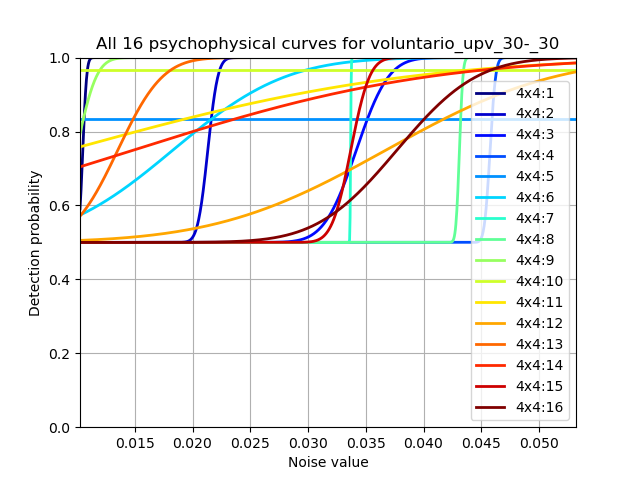 All 16 psychophysical curves for voluntario_upv_30-_30
1.0
0.8
0.6
0.4
0.2
0.0
Detection probability
0.015 0.020 0.025 0.030 0.035 0.040 0.045 0.050
Noise value
4x4:1
4x4:2
4x4:3
4x4:4
4x4:5
4x4:6
4x4:7
4x4:8
4x4:9
4x4:10
4x4:11
4x4:12
4x4:13
4x4:14
4x4:15
4x4:16